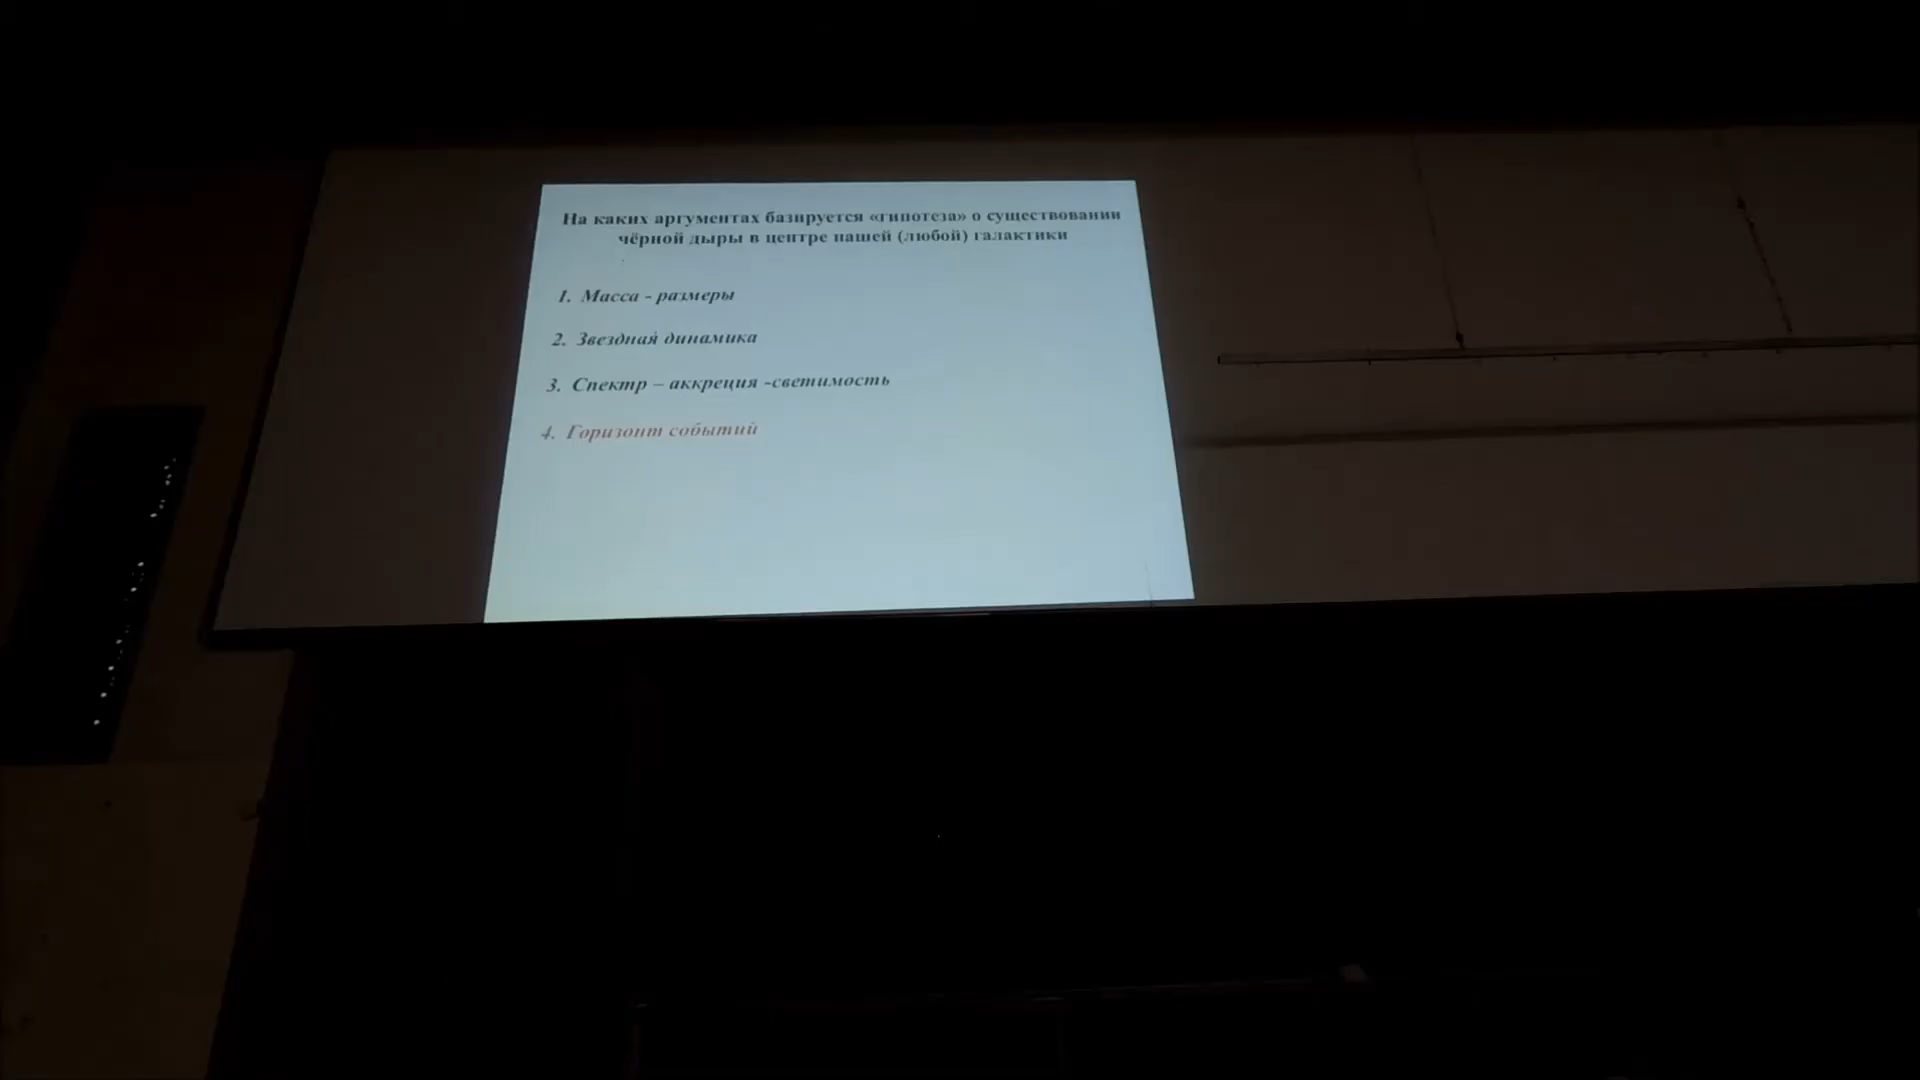 На каких аргументах базируется «гипотеза» о существовании
чёрной дыры в центре нашей (любой) галактики
1. Масса - размеры
2. Звездная динамика
3. Спектр – аккреция -светимость
4. Горизонт событий